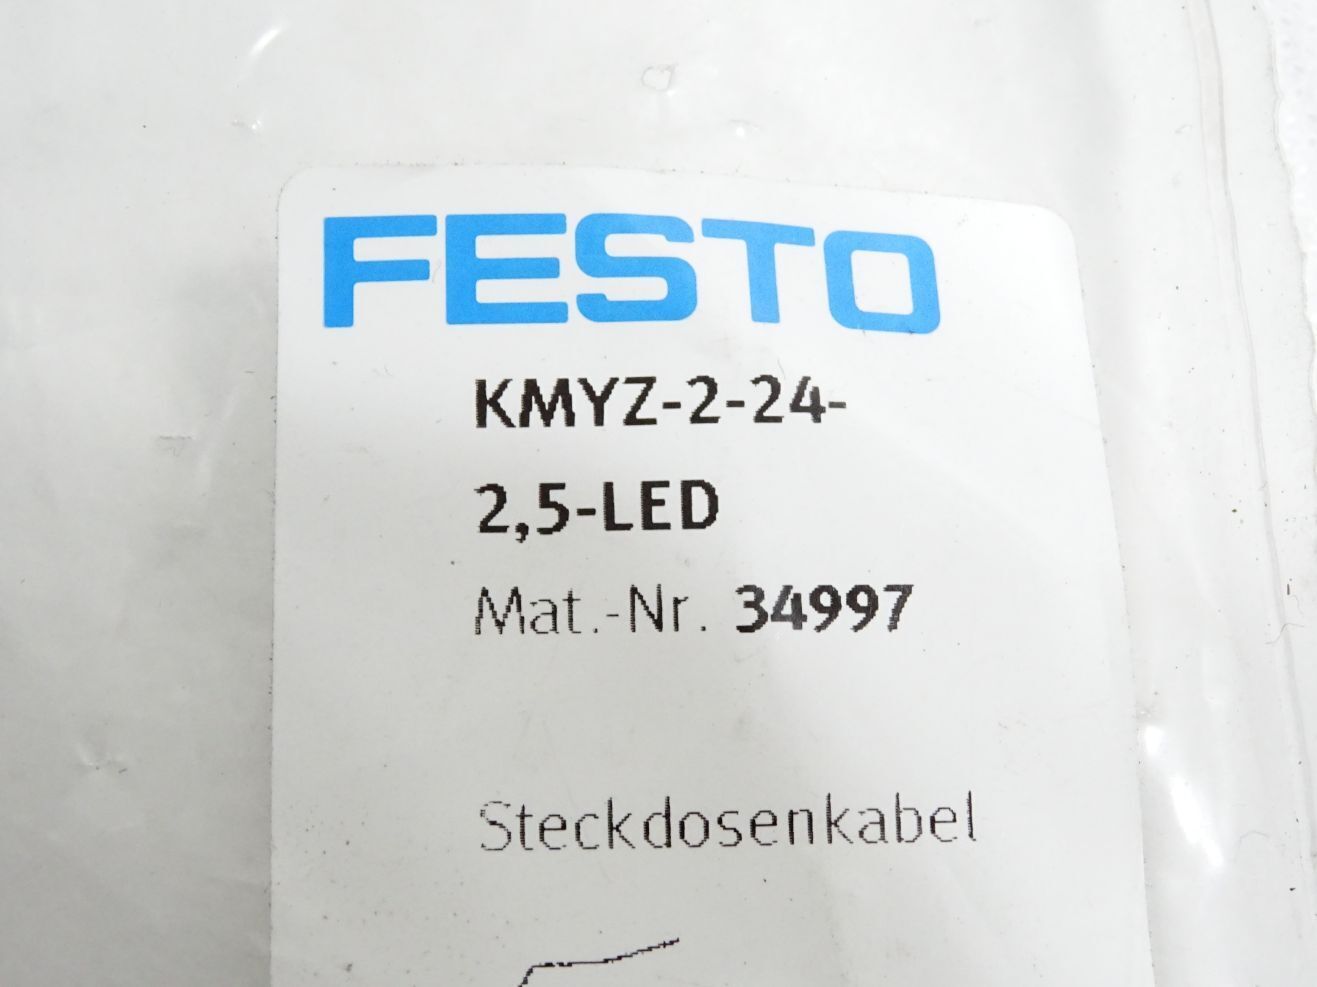 FESTO
KMYZ-2-24-
2,5-LED
Mat.-Nr. 34997
Steckdosenkabel